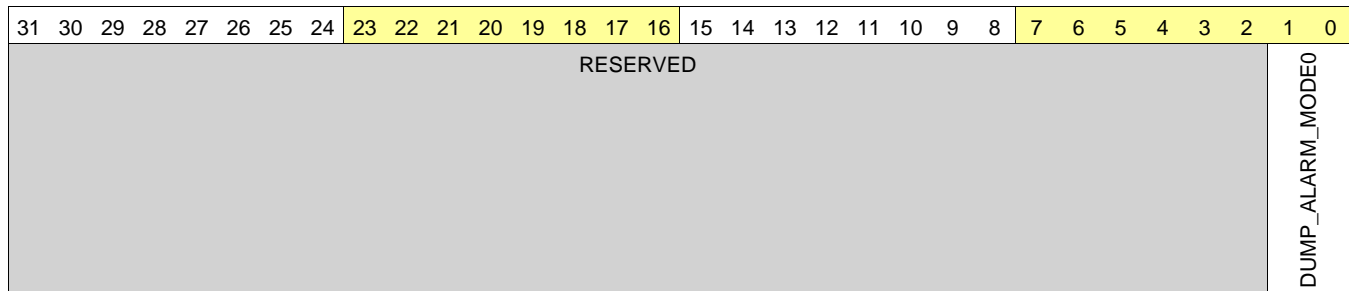 31 30 29 28 27 26 25 24 23 22 21 20 19 18 17 16 15 14 13 12 11 10 9 8 7 6 5 4 3 2 1 0
RESERVED
DUMP_ALARM_MODE0